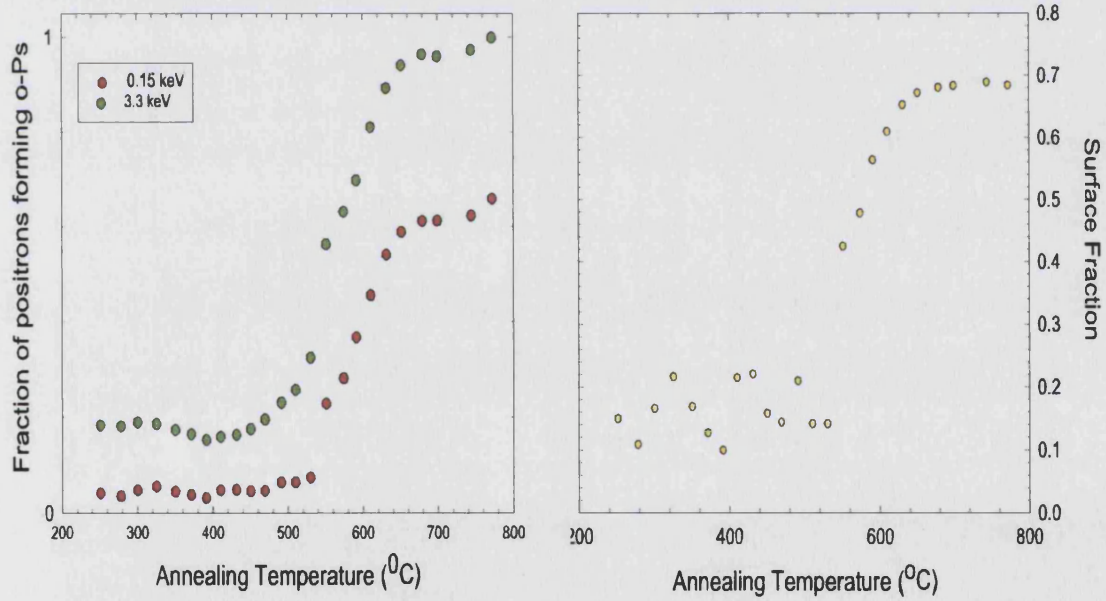 Fraction of positrons forming o-Ps
1
0
0.15 keV
3.3 keV
200 300 400 500 600 700 800
Annealing Temperature (⁰C)
0.8
0.7
0.6
0.5
0.4
0.3
0.2
0.1
0.0
Surface Fraction
200 400 600 800
Annealing Temperature (⁰C)